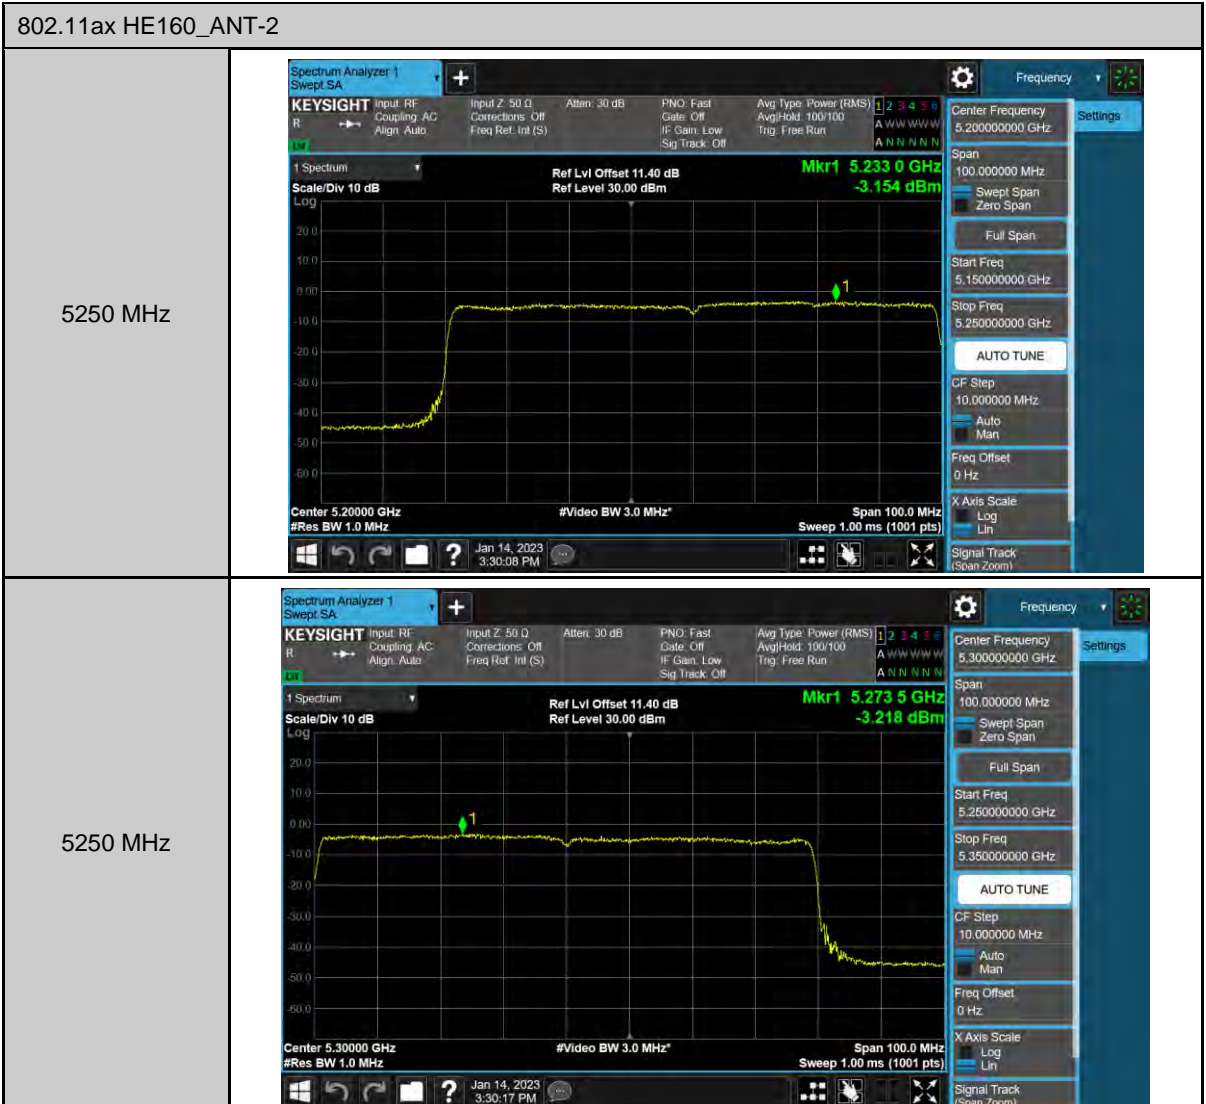 802.11ax HE160_ANT-2
5250 MHz
Spectrum Analyzer 1
Swept SA
+
Frequency
KEYSIGHT
R
Input: RF
Coupling: AC
Align: Auto
Input Z: 50 Ω
Corrections: Off
Freq Ref: Int (S)
Atten: 30 dB
PNO: Fast
Gate: Off
IF Gain: Low
Sig Track: Off
Avg Type: Power (RMS)
Avg|Hold: 100/100
Trig: Free Run
1 2 3 4 5 6
A W W W W W
A N N N N N
1 Spectrum
Scale/Div 10 dB
Log
Ref Lvl Offset 11.40 dB
Ref Level 30.00 dBm
Mkr1 5.233 0 GHz
-3.154 dBm
20.0
10.0
0.00
-10.0
-20.0
-30.0
-40.0
-50.0
-60.0
1
Center 5.20000 GHz
#Res BW 1.0 MHz
#Video BW 3.0 MHz*
Span 100.0 MHz
Sweep 1.00 ms (1001 pts)
?
Jan 14, 2023
3:30:08 PM
Settings
Center Frequency
5.200000000 GHz
Span
100.000000 MHz
Swept Span
Zero Span
Full Span
Start Freq
5.150000000 GHz
Stop Freq
5.250000000 GHz
AUTO TUNE
CF Step
10.000000 MHz
Auto
Man
Freq Offset
0 Hz
X Axis Scale
Log
Lin
Signal Track
(Span Zoom)
5250 MHz
Spectrum Analyzer 1
Swept SA
+
Frequency
KEYSIGHT
R
Input: RF
Coupling: AC
Align: Auto
Input Z: 50 Ω
Corrections: Off
Freq Ref: Int (S)
Atten: 30 dB
PNO: Fast
Gate: Off
IF Gain: Low
Sig Track: Off
Avg Type: Power (RMS)
Avg|Hold: 100/100
Trig: Free Run
1 2 3 4 5 6
A W W W W W
A N N N N N
1 Spectrum
Scale/Div 10 dB
Log
Ref Lvl Offset 11.40 dB
Ref Level 30.00 dBm
Mkr1 5.273 5 GHz
-3.218 dBm
20.0
10.0
0.00
-10.0
-20.0
-30.0
-40.0
-50.0
-60.0
1
Center 5.30000 GHz
#Res BW 1.0 MHz
#Video BW 3.0 MHz*
Span 100.0 MHz
Sweep 1.00 ms (1001 pts)
?
Jan 14, 2023
3:30:17 PM
Settings
Center Frequency
5.300000000 GHz
Span
100.000000 MHz
Swept Span
Zero Span
Full Span
Start Freq
5.250000000 GHz
Stop Freq
5.350000000 GHz
AUTO TUNE
CF Step
10.000000 MHz
Auto
Man
Freq Offset
0 Hz
X Axis Scale
Log
Lin
Signal Track
(Span Zoom)